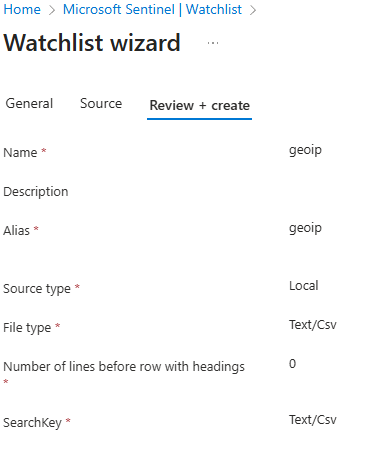 Home > Microsoft Sentinel | Watchlist >
Watchlist wizard ...
General Source Review + create
Name * geoip
Description
Alias * geoip
Source type * Local
File type * Text/Csv
Number of lines before row with headings * 0
SearchKey * Text/Csv